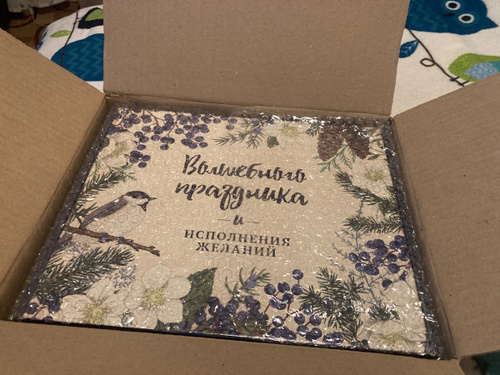 Волшебного
праздника
и
ИСПОЛНЕНИЯ
ЖЕЛАНИЙ